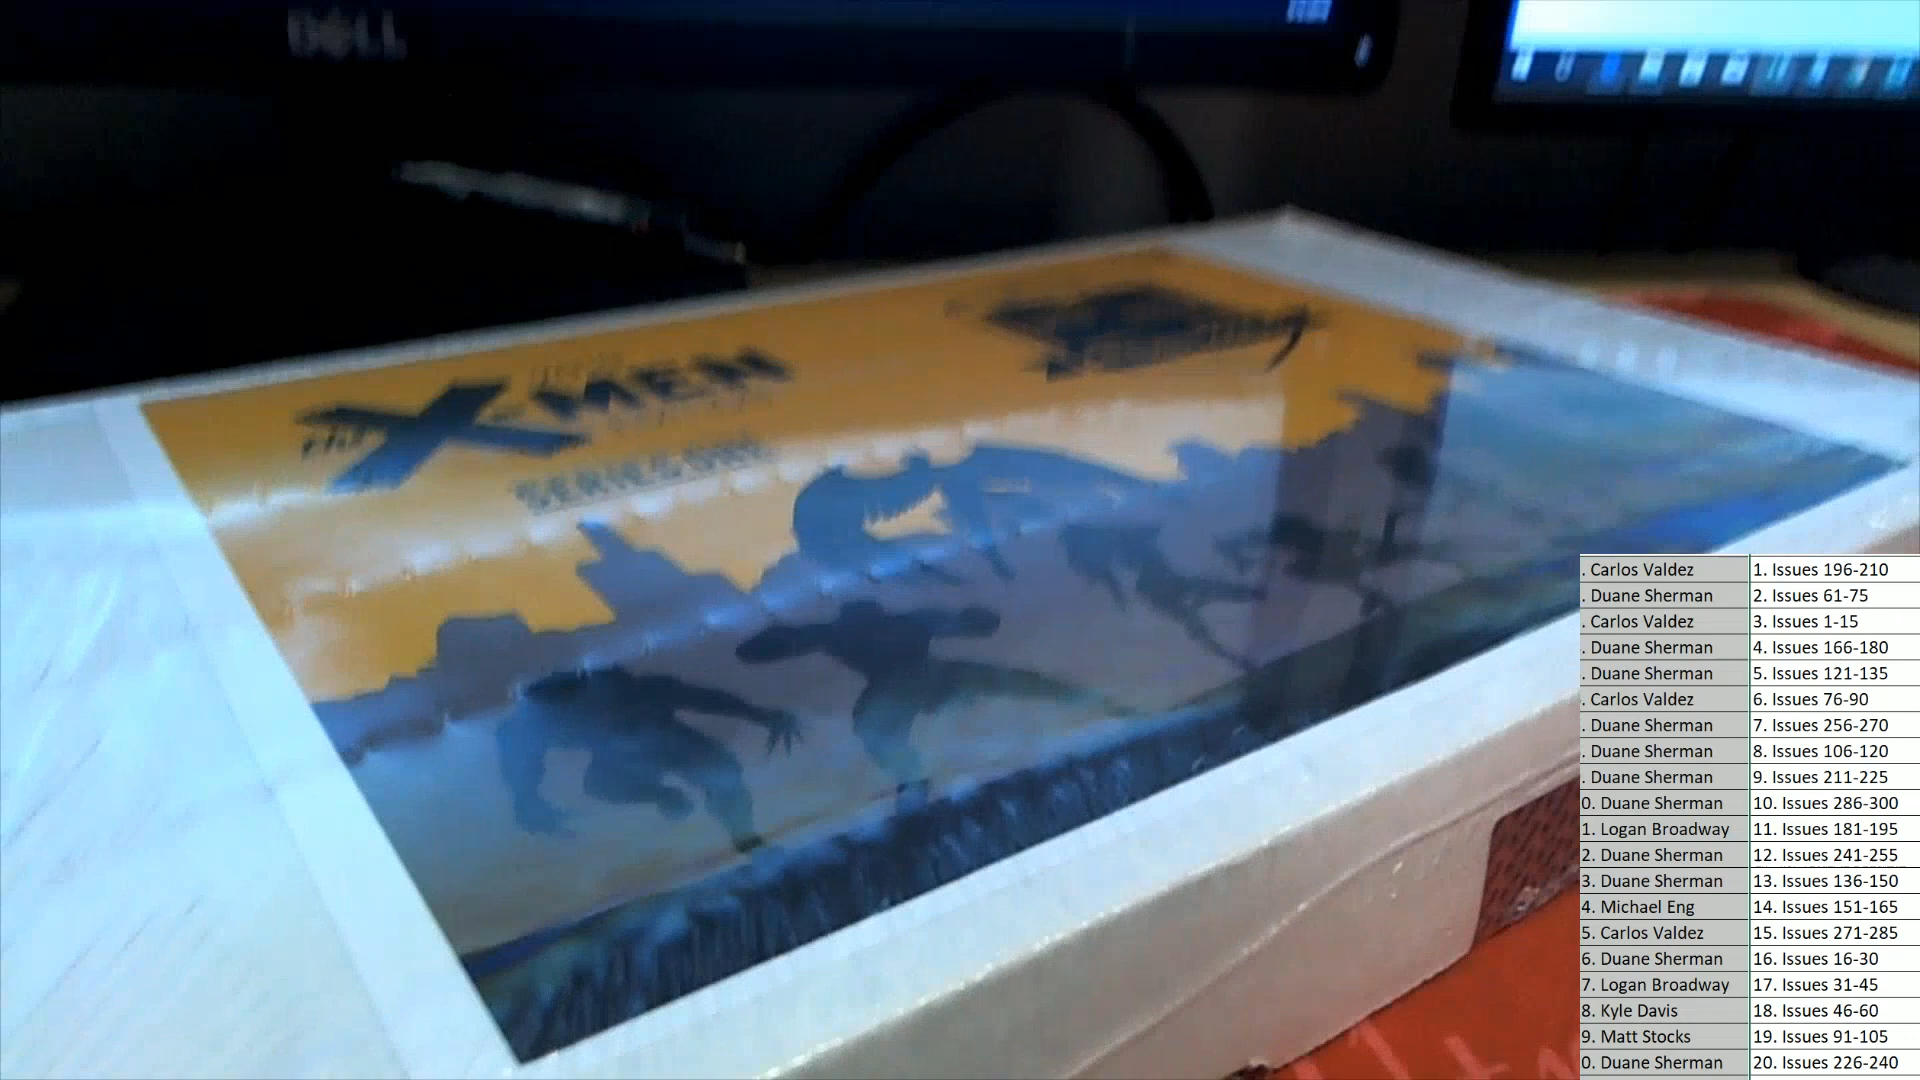 DELL
the X-MEN
SERIES ONE
. Carlos Valdez 1. Issues 196-210
. Duane Sherman 2. Issues 61-75
. Carlos Valdez 3. Issues 1-15
. Duane Sherman 4. Issues 166-180
. Duane Sherman 5. Issues 121-135
. Carlos Valdez 6. Issues 76-90
. Duane Sherman 7. Issues 256-270
. Duane Sherman 8. Issues 106-120
. Duane Sherman 9. Issues 211-225
0. Duane Sherman 10. Issues 286-300
1. Logan Broadway 11. Issues 181-195
2. Duane Sherman 12. Issues 241-255
3. Duane Sherman 13. Issues 136-150
4. Michael Eng 14. Issues 151-165
5. Carlos Valdez 15. Issues 271-285
6. Duane Sherman 16. Issues 16-30
7. Logan Broadway 17. Issues 31-45
8. Kyle Davis 18. Issues 46-60
9. Matt Stocks 19. Issues 91-105
0. Duane Sherman 20. Issues 226-240